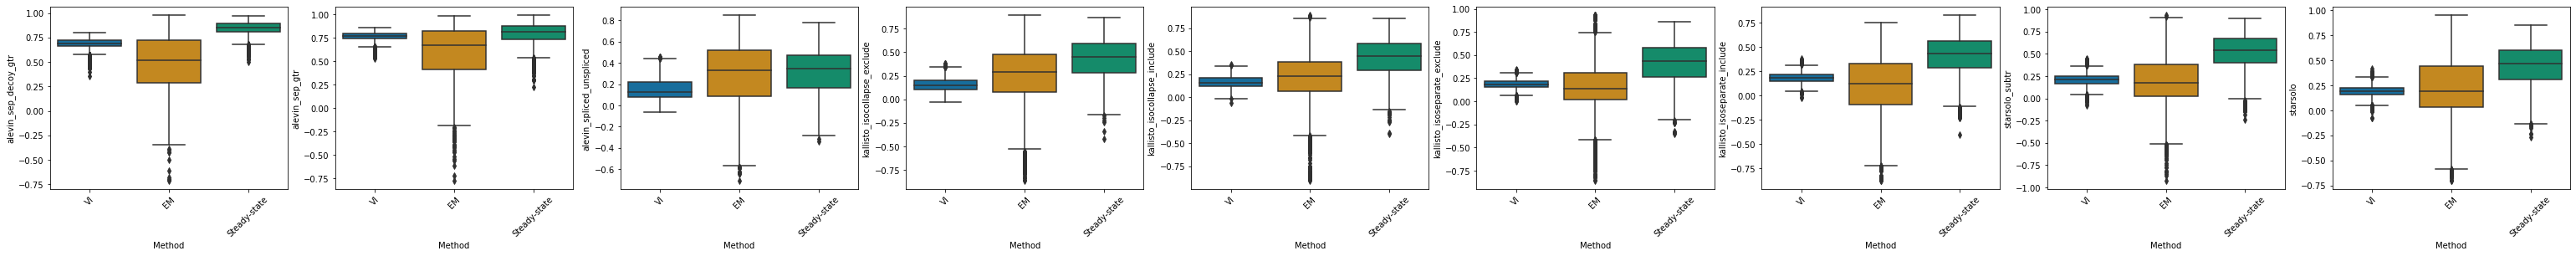 alevin_sep_decoy_gtr
1.00
0.75
0.50
0.25
0.00
−0.25
−0.50
−0.75
VI
EM
Steady-state
Method
alevin_sep_gtr
1.00
0.75
0.50
0.25
0.00
−0.25
−0.50
−0.75
VI
EM
Steady-state
Method
alevin_spliced_unspliced
0.8
0.6
0.4
0.2
0.0
−0.2
−0.4
−0.6
VI
EM
Steady-state
Method
kallisto_isocollapse_exclude
0.75
0.50
0.25
0.00
−0.25
−0.50
−0.75
VI
EM
Steady-state
Method
kallisto_isocollapse_include
0.75
0.50
0.25
0.00
−0.25
−0.50
−0.75
VI
EM
Steady-state
Method
kallisto_isoseparate_exclude
1.00
0.75
0.50
0.25
0.00
−0.25
−0.50
−0.75
VI
EM
Steady-state
Method
kallisto_isoseparate_include
0.75
0.50
0.25
0.00
−0.25
−0.50
−0.75
VI
EM
Steady-state
Method
starsolo_subtr
1.00
0.75
0.50
0.25
0.00
−0.25
−0.50
−0.75
−1.00
VI
EM
Steady-state
Method
starsolo
1.00
0.75
0.50
0.25
0.00
−0.25
−0.50
−0.75
VI
EM
Steady-state
Method